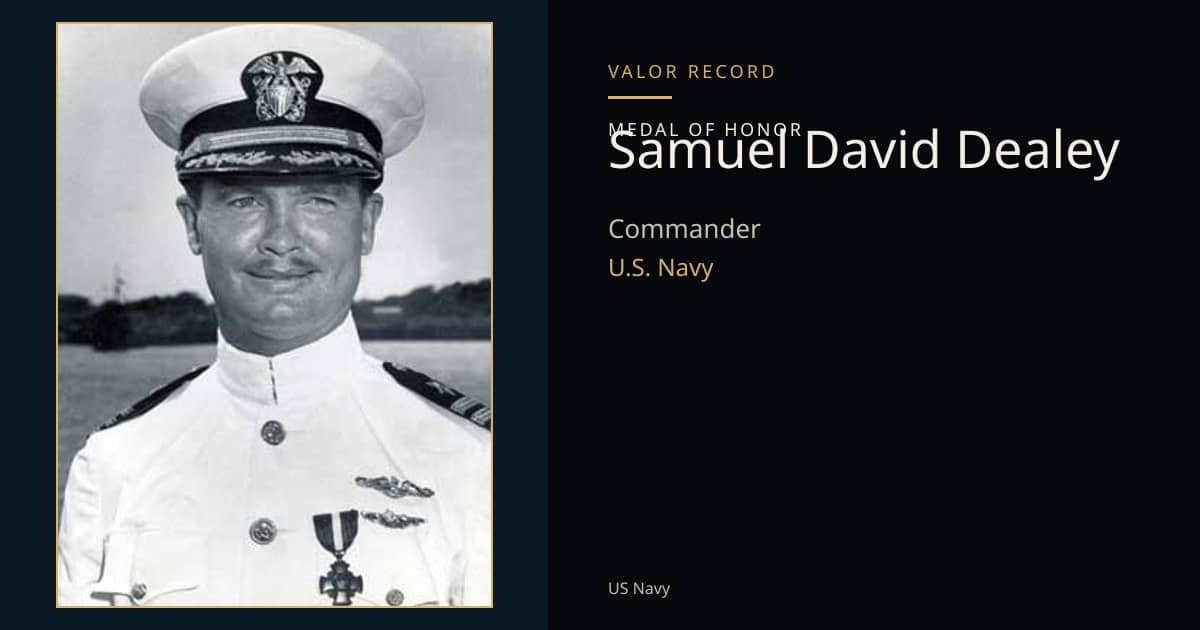 VALOR RECORD
MEDAL OF HONOR
Samuel David Dealey
Commander
U.S. Navy
US Navy